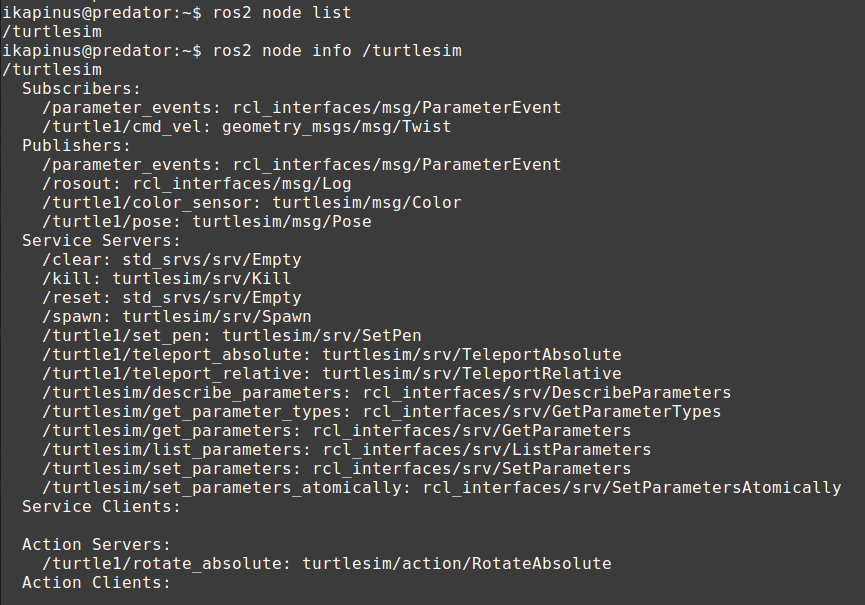 ikapinus@predator:~$ ros2 node list
/turtlesim
ikapinus@predator:~$ ros2 node info /turtlesim
/turtlesim
  Subscribers:
    /parameter_events: rcl_interfaces/msg/ParameterEvent
    /turtle1/cmd_vel: geometry_msgs/msg/Twist
  Publishers:
    /parameter_events: rcl_interfaces/msg/ParameterEvent
    /rosout: rcl_interfaces/msg/Log
    /turtle1/color_sensor: turtlesim/msg/Color
    /turtle1/pose: turtlesim/msg/Pose
  Service Servers:
    /clear: std_srvs/srv/Empty
    /kill: turtlesim/srv/Kill
    /reset: std_srvs/srv/Empty
    /spawn: turtlesim/srv/Spawn
    /turtle1/set_pen: turtlesim/srv/SetPen
    /turtle1/teleport_absolute: turtlesim/srv/TeleportAbsolute
    /turtle1/teleport_relative: turtlesim/srv/TeleportRelative
    /turtlesim/describe_parameters: rcl_interfaces/srv/DescribeParameters
    /turtlesim/get_parameter_types: rcl_interfaces/srv/GetParameterTypes
    /turtlesim/get_parameters: rcl_interfaces/srv/GetParameters
    /turtlesim/list_parameters: rcl_interfaces/srv/ListParameters
    /turtlesim/set_parameters: rcl_interfaces/srv/SetParameters
    /turtlesim/set_parameters_atomically: rcl_interfaces/srv/SetParametersAtomically
  Service Clients:

  Action Servers:
    /turtle1/rotate_absolute: turtlesim/action/RotateAbsolute
  Action Clients: